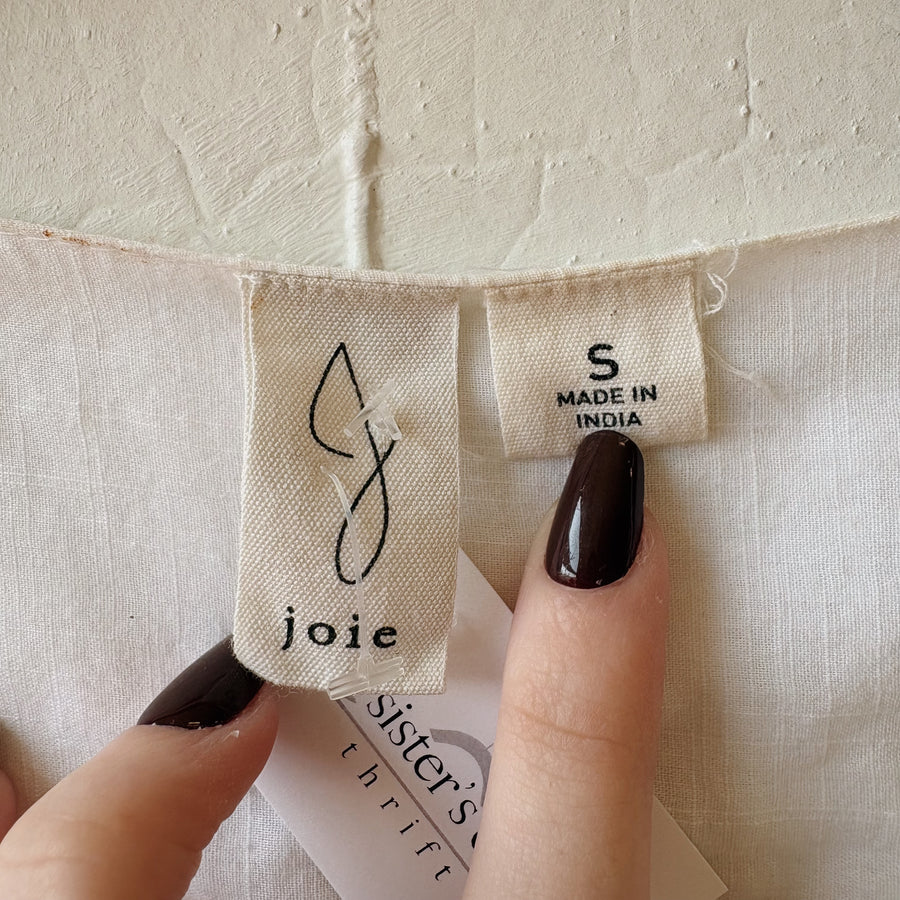 joie
S
MADE IN
INDIA
sister's
thrift